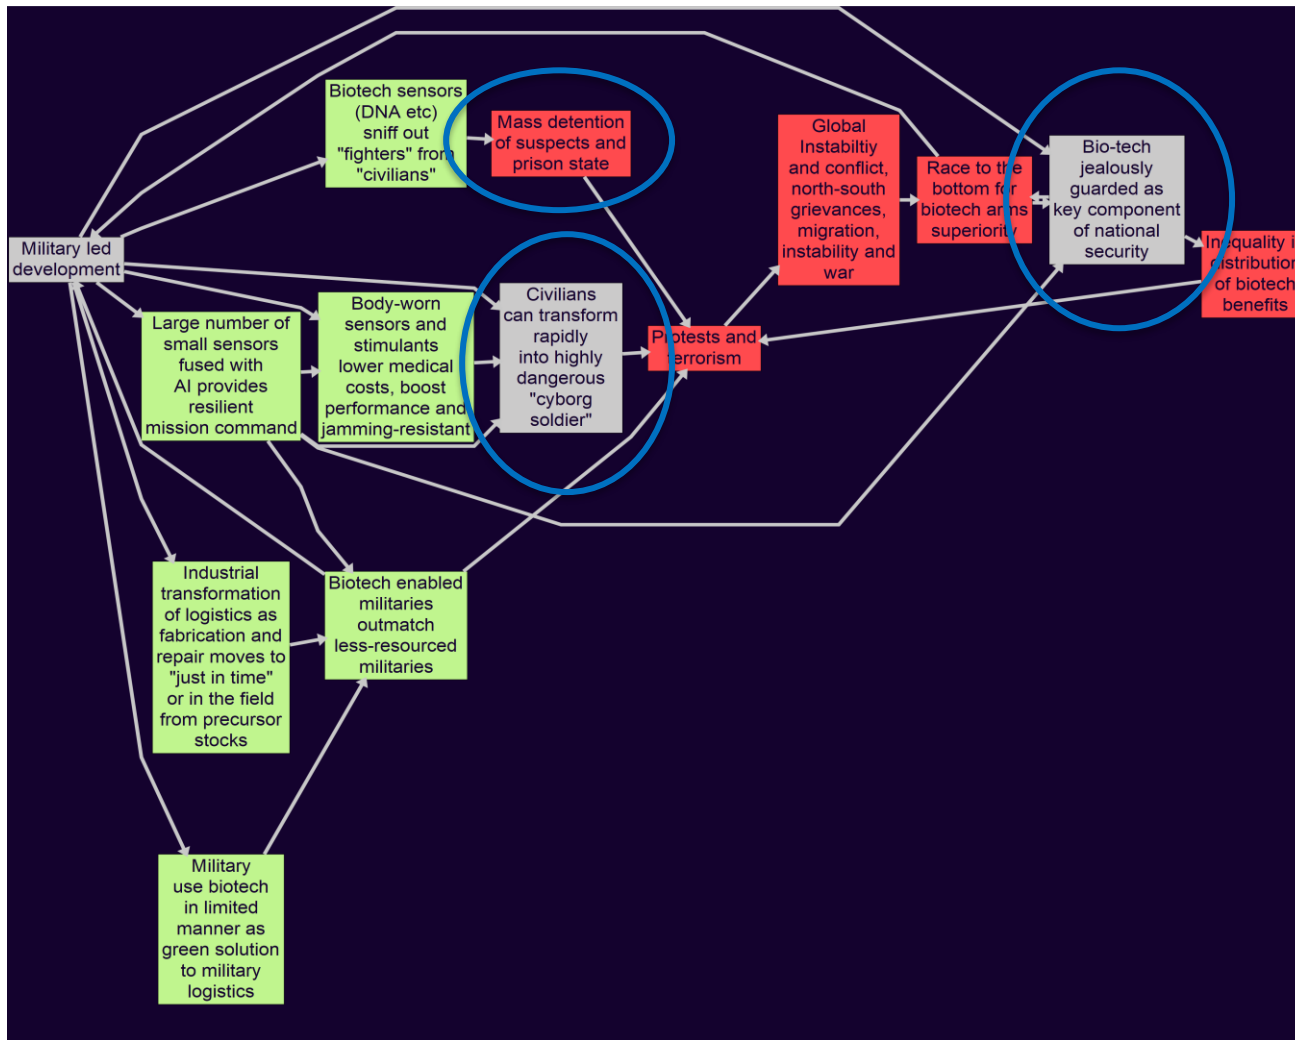 Biotech sensors
(DNA etc)
sniff out
"fighters" from
"civilians"
Mass detention
of suspects and
prison state
Global
Instabiltiy
and conflict,
north-south
grievances,
migration,
instability and
war
Race to the
bottom for
biotech arms
superiority
Bio-tech
jealously
guarded as
key component
of national
security
Inequality i
distribution
of biotech
benefits
Military led
development
Large number of
small sensors
fused with
AI provides
resilient
mission command
Body-worn
sensors and
stimulants
lower medical
costs, boost
performance and
jamming-resistant
Civilians
can transform
rapidly
into highly
dangerous
"cyborg
soldier"
Protests and
terrorism
Industrial
transformation
of logistics as
fabrication and
repair moves to
"just in time"
or in the field
from precursor
stocks
Biotech enabled
militaries
outmatch
less-resourced
militaries
Military
use biotech
in limited
manner as
green solution
to military
logistics